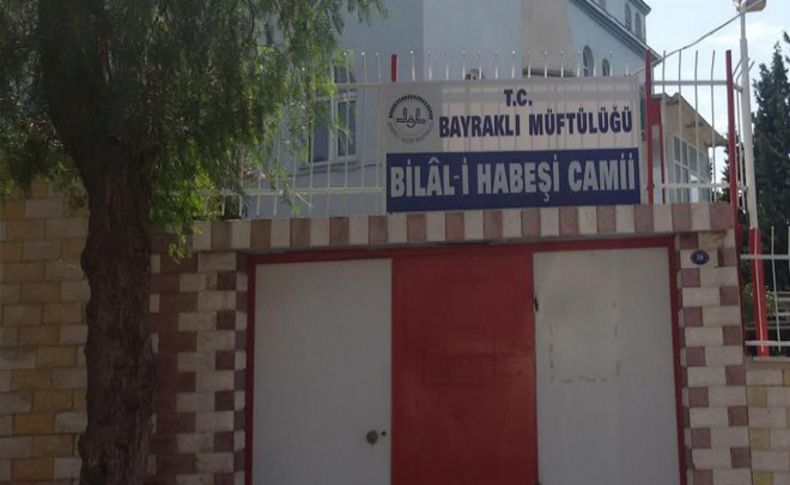 T.C.
BAYRAKLI MÜFTÜLÜĞÜ
BİLÂL-İ HABEŞİ CAMİİ